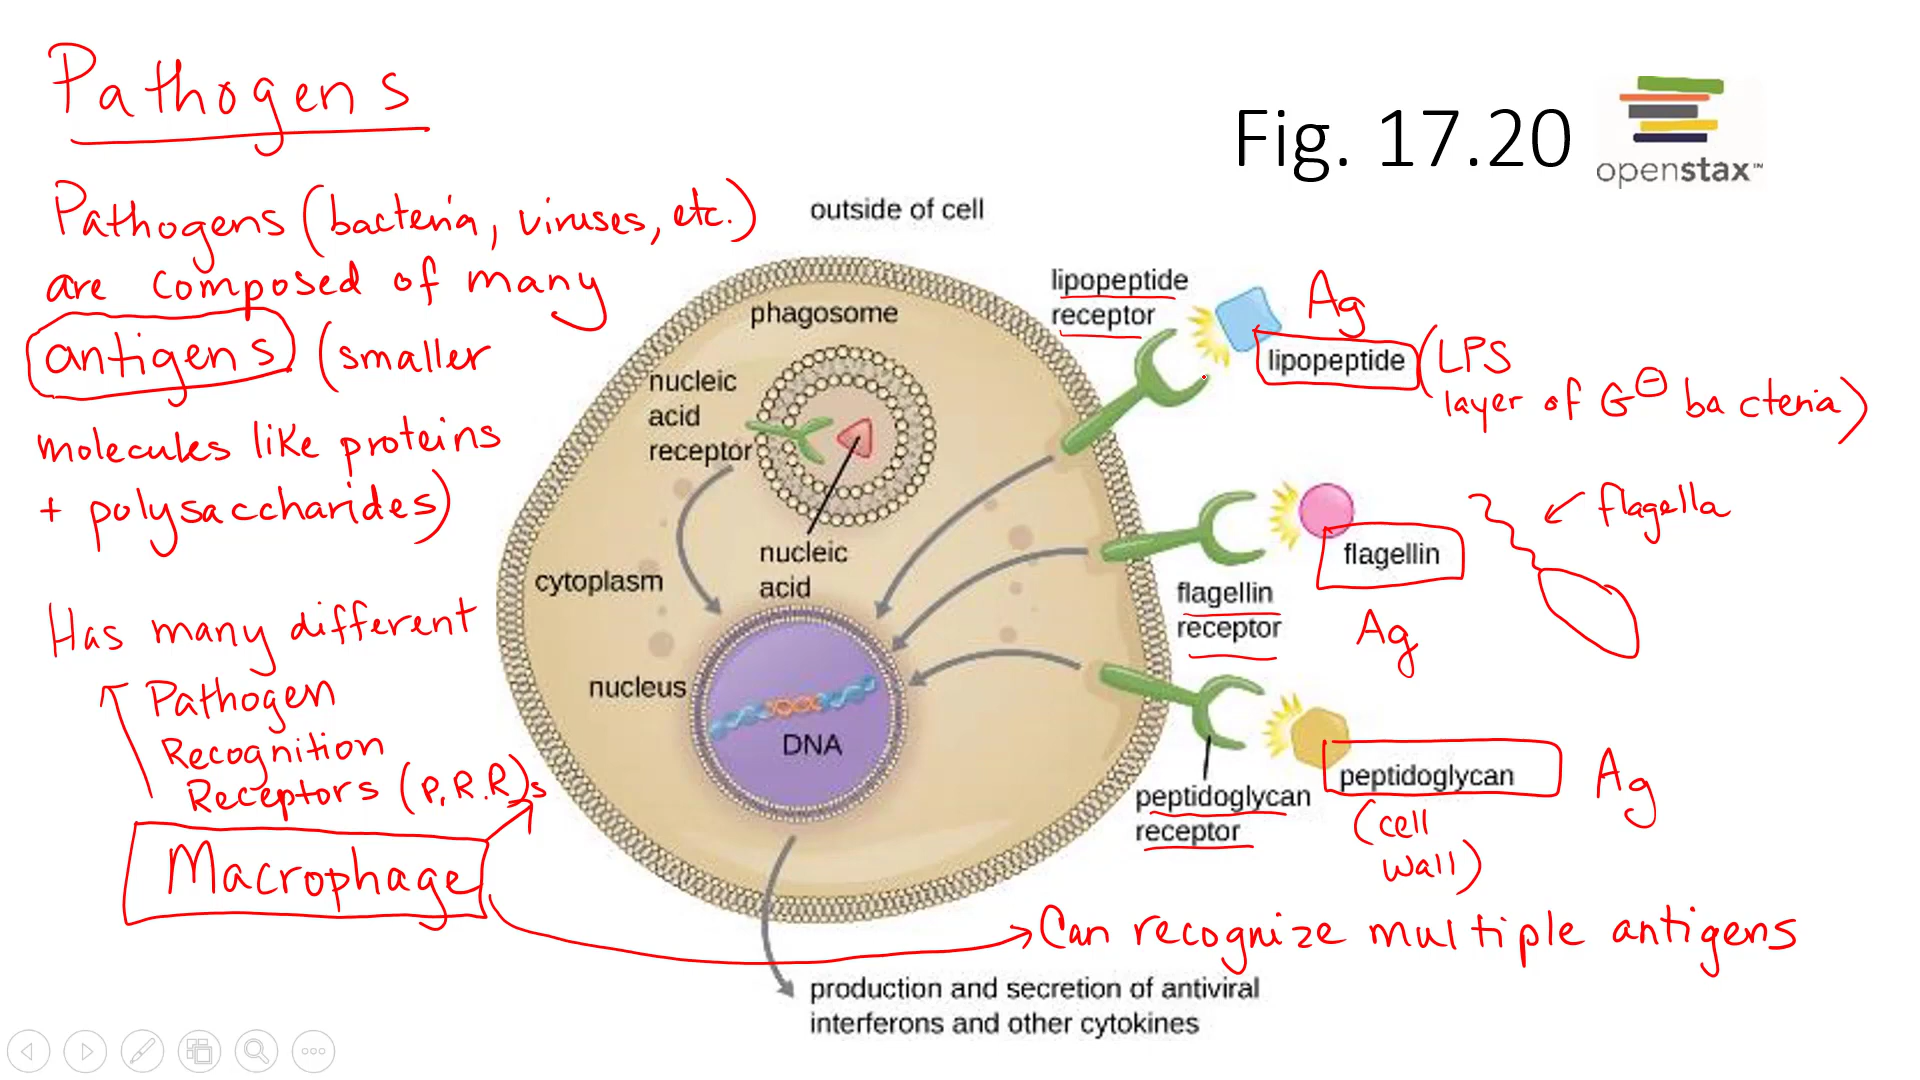 Pathogens
Fig. 17.20
openstax™
Pathogens (bacteria, viruses, etc.)
are composed of many
antigens (smaller
molecules like proteins
+ polysaccharides)
Has many different
Pathogen
Recognition
Receptors (P.R.R)s
Macrophage
outside of cell
phagosome
nucleic
acid
receptor
nucleic
acid
cytoplasm
nucleus
DNA
lipopeptide
receptor
Ag
lipopeptide
(LPS
layer of G⊖ bacteria)
flagellin
flagella
flagellin
receptor
Ag
peptidoglycan
Ag
(cell
wall)
peptidoglycan
receptor
Can recognize multiple antigens
production and secretion of antiviral
interferons and other cytokines